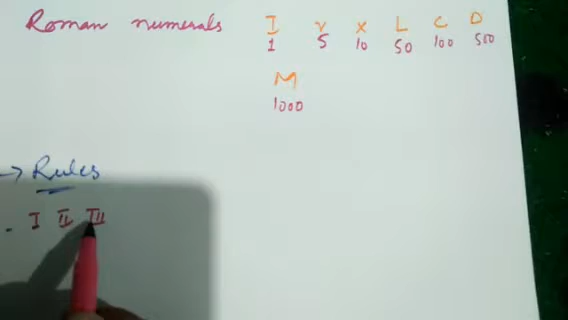 Roman numerals I V X L C D
1 5 10 50 100 500
M
1000
→ Rules
. I II III